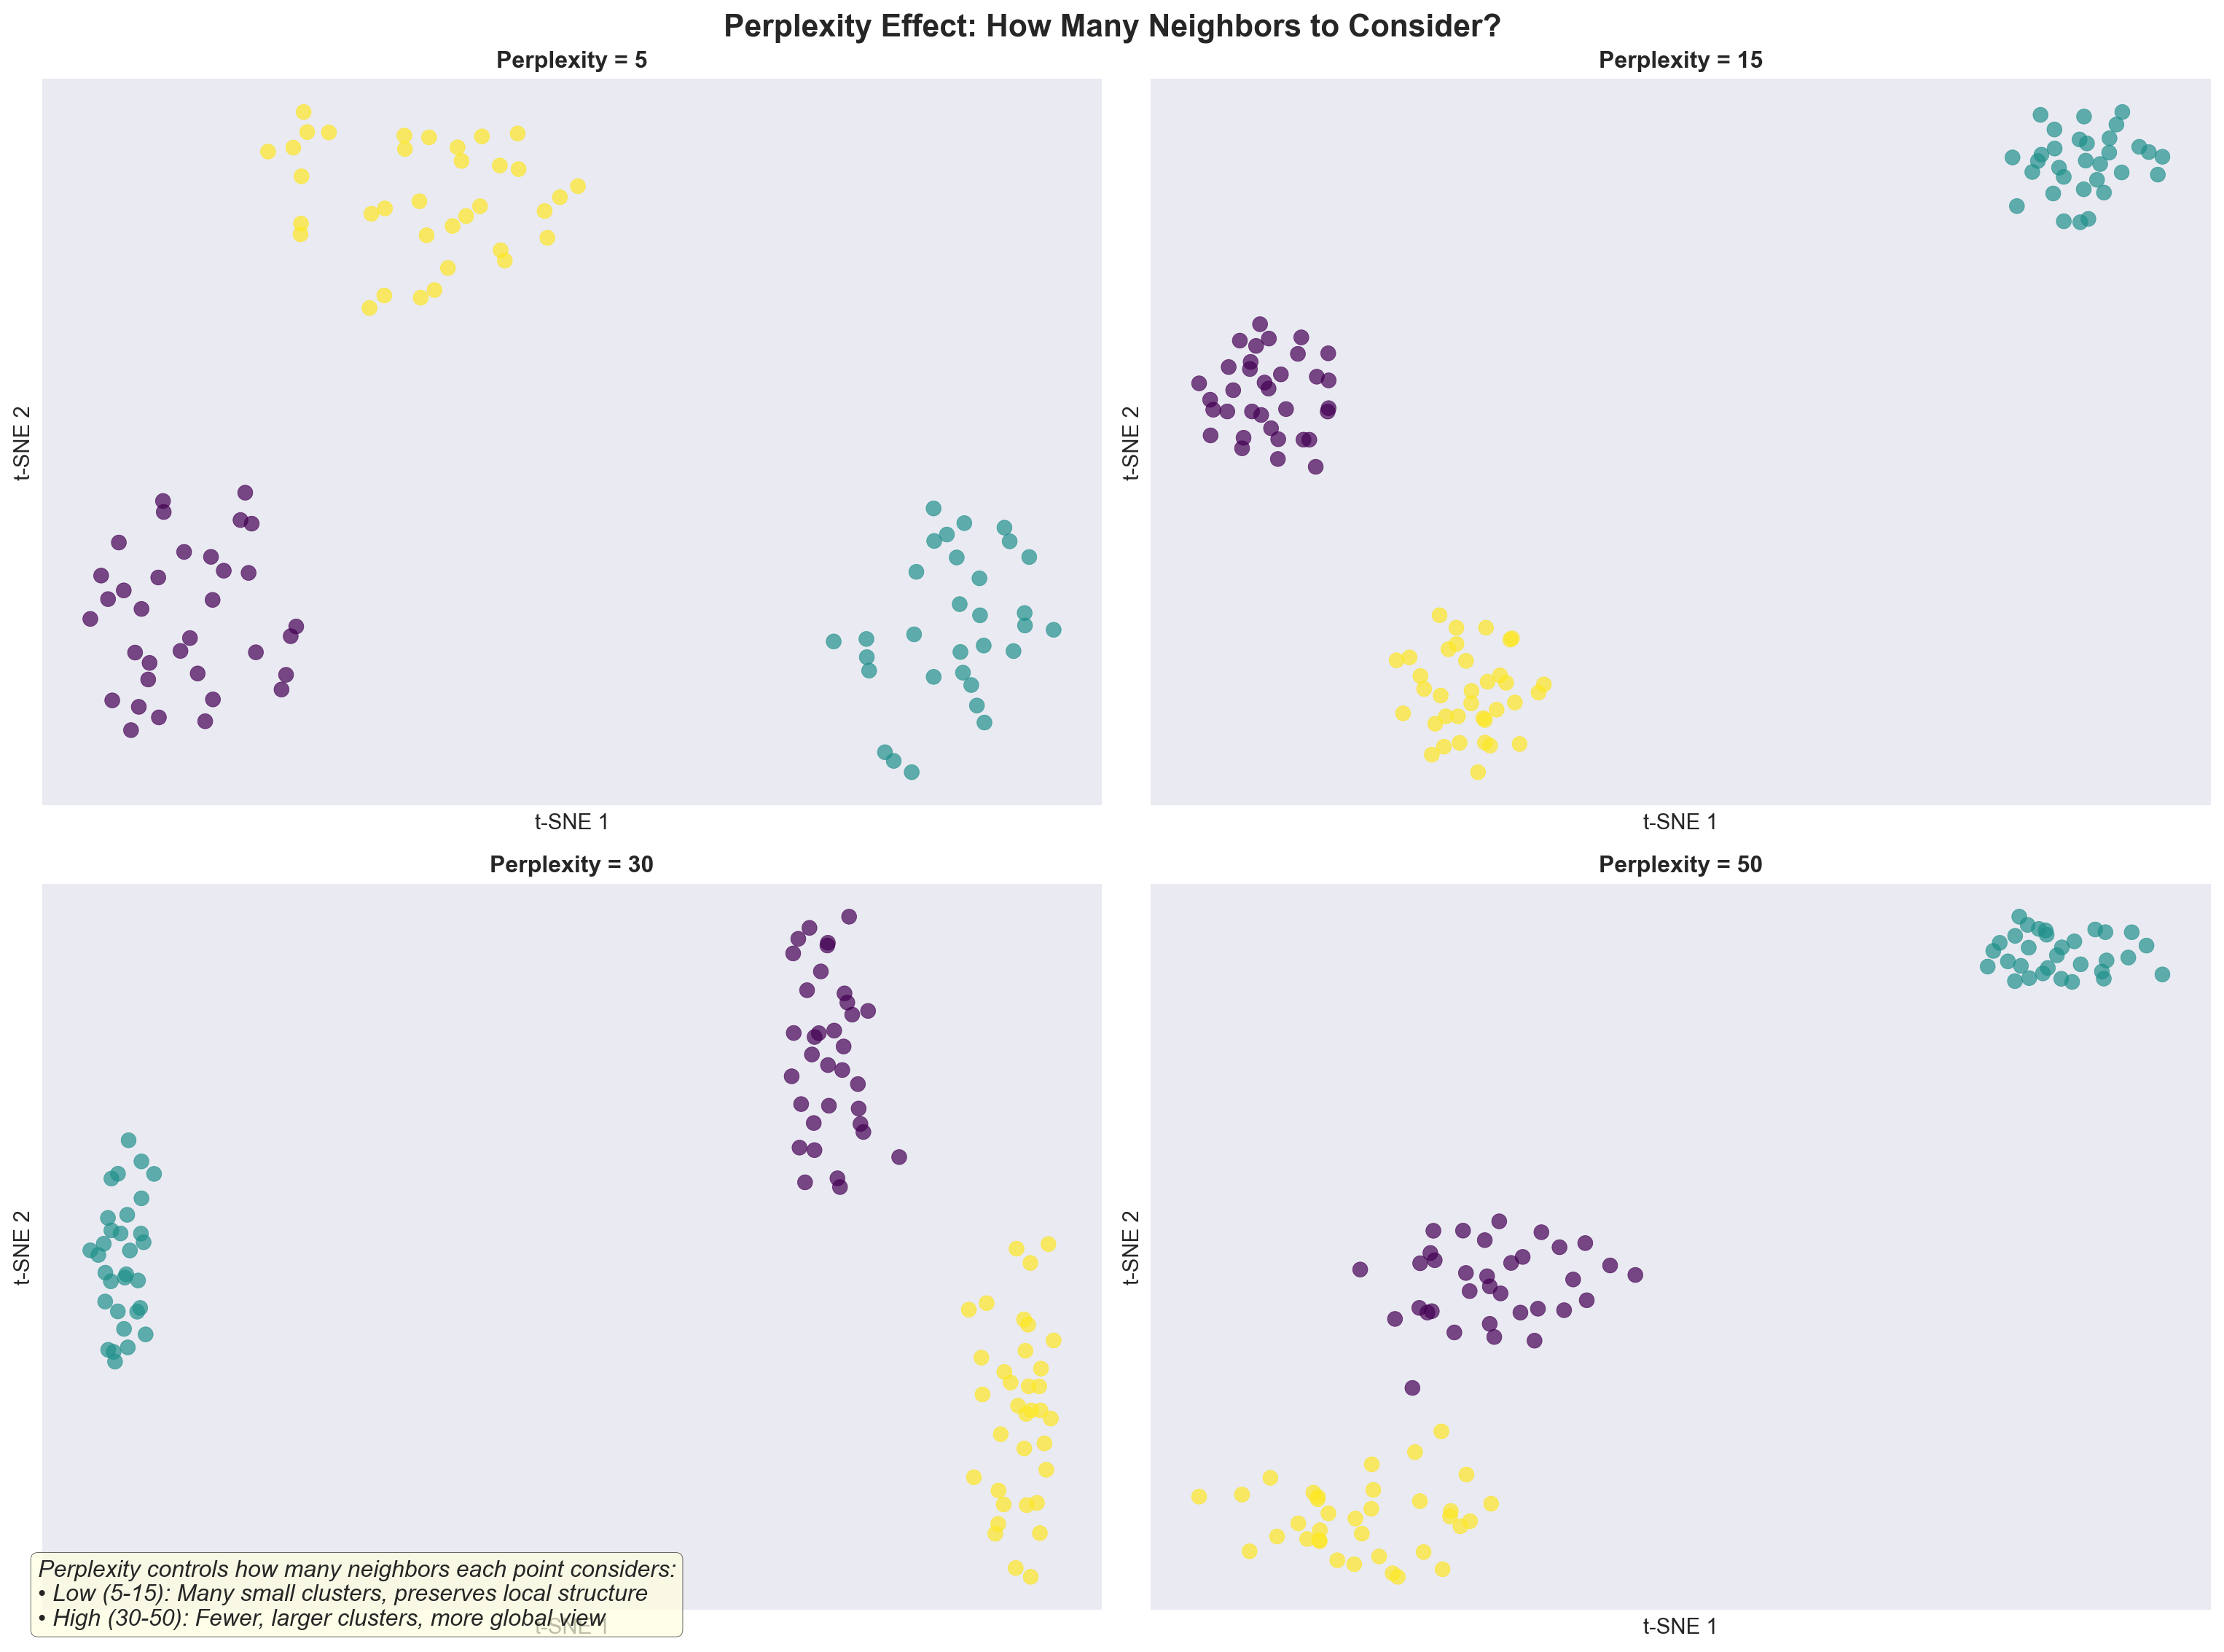 Perplexity Effect: How Many Neighbors to Consider?
Perplexity = 5
Perplexity = 15
t-SNE 2
t-SNE 2
t-SNE 1
t-SNE 1
Perplexity = 30
Perplexity = 50
t-SNE 2
t-SNE 2
Perplexity controls how many neighbors each point considers:
• Low (5-15): Many small clusters, preserves local structure
• High (30-50): Fewer, larger clusters, more global view
t-SNE 1
t-SNE 1